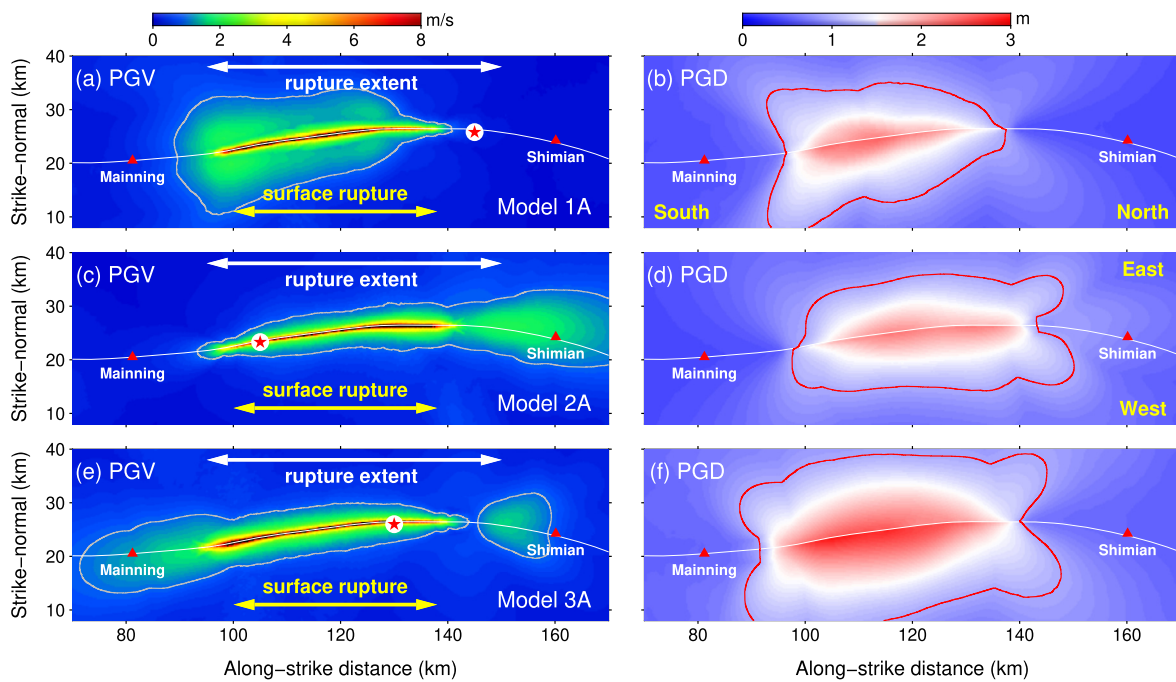 m/s
0 2 4 6 8
m
0 1 2 3
40
30
20
10
Strike−normal (km)
(a) PGV
rupture extent
Mainning
Shimian
surface rupture
Model 1A
(b) PGD
Mainning
Shimian
South
North
40
30
20
10
Strike−normal (km)
(c) PGV
rupture extent
Mainning
Shimian
surface rupture
Model 2A
(d) PGD
East
Mainning
Shimian
West
40
30
20
10
Strike−normal (km)
(e) PGV
rupture extent
Mainning
Shimian
surface rupture
Model 3A
(f) PGD
Mainning
Shimian
80 100 120 140 160
Along−strike distance (km)
80 100 120 140 160
Along−strike distance (km)